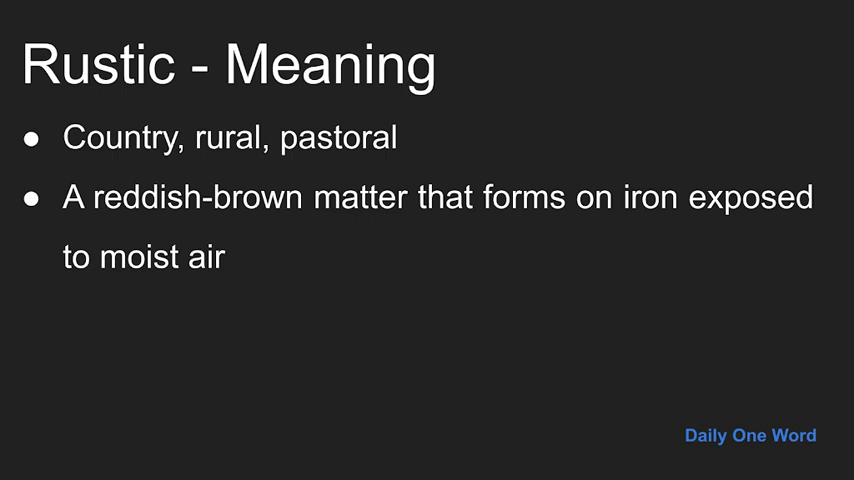 Rustic - Meaning
● Country, rural, pastoral
● A reddish-brown matter that forms on iron exposed
to moist air
Daily One Word